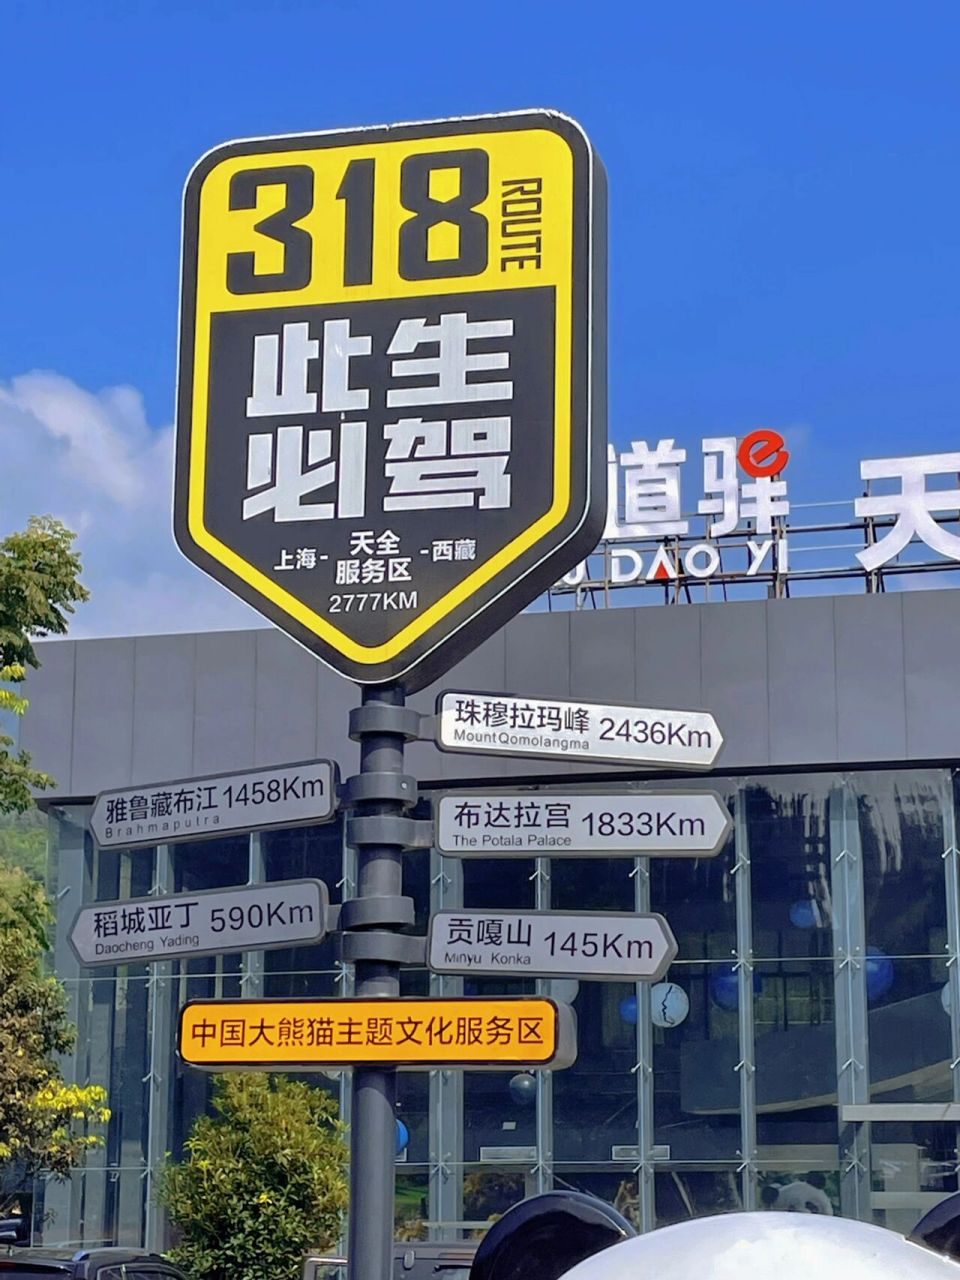 318
ROUTE
此生
必驾
上海-天全服务区-西藏
2777KM
道驿
DAO YI
天
珠穆拉玛峰 2436Km
Mount Qomolangma
雅鲁藏布江 1458Km
Brahmaputra
布达拉宫 1833Km
The Potala Palace
稻城亚丁 590Km
Daocheng Yading
贡嘎山 145Km
Minyu Konka
中国大熊猫主题文化服务区